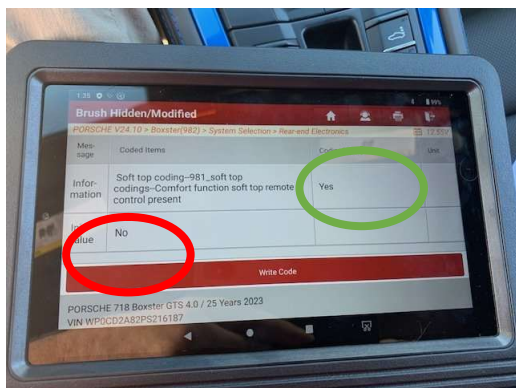 1:25
99%
Brush Hidden/Modified
PORSCHE V24.10 > Boxster(982) > System Selection > Rear-end Electronics
12.55V
Mes-
sage
Coded Items
Unit
Infor-
mation
Soft top coding–981_soft top
codings–Comfort function soft top remote
control present
Yes
No
Write Code
PORSCHE 718 Boxster GTS 4.0 / 25 Years 2023
VIN WP0CD2A82PS216187